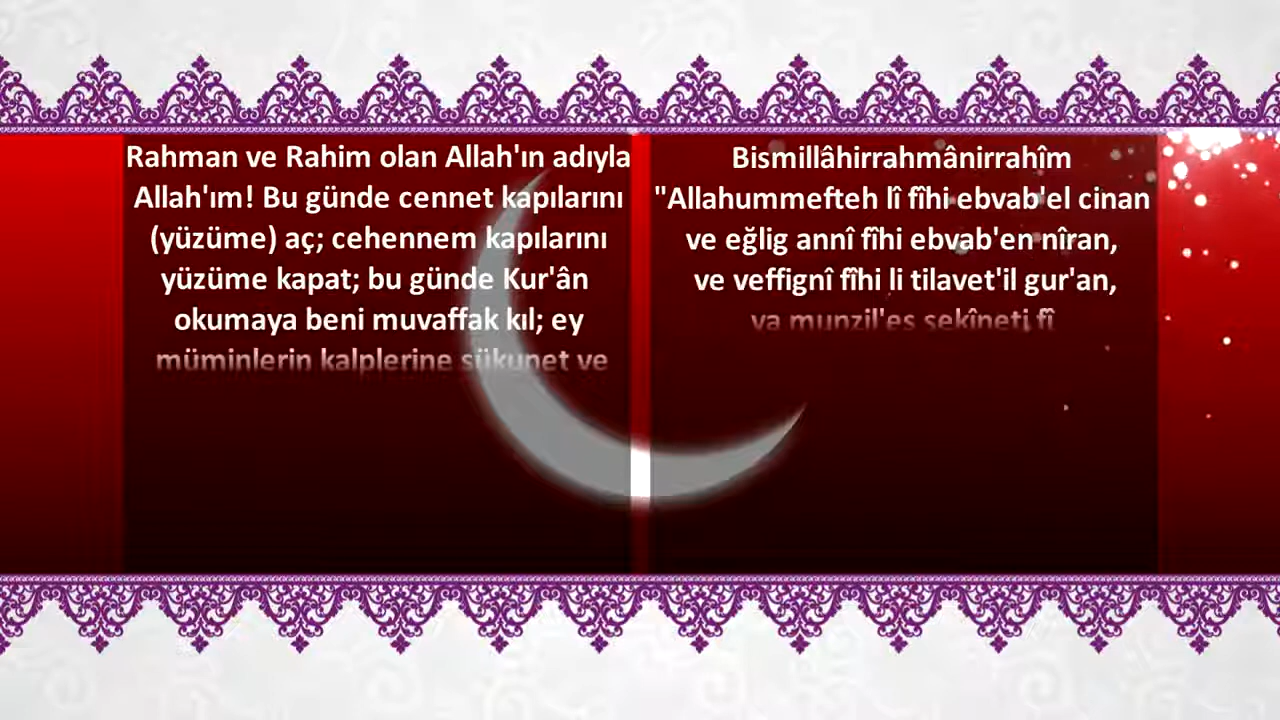 Rahman ve Rahim olan Allah'ın adıyla
Allah'ım! Bu günde cennet kapılarını
(yüzüme) aç; cehennem kapılarını
yüzüme kapat; bu günde Kur'ân
okumaya beni muvaffak kıl; ey
müminlerin kalplerine sükunet ve
Bismillâhirrahmânirrahîm
"Allahummefteh lî fîhi ebvab'el cinan
ve eğlig annî fîhi ebvab'en nîran,
ve veffignî fîhi li tilavet'il gur'an,
ya munzil'es sekîneti fî